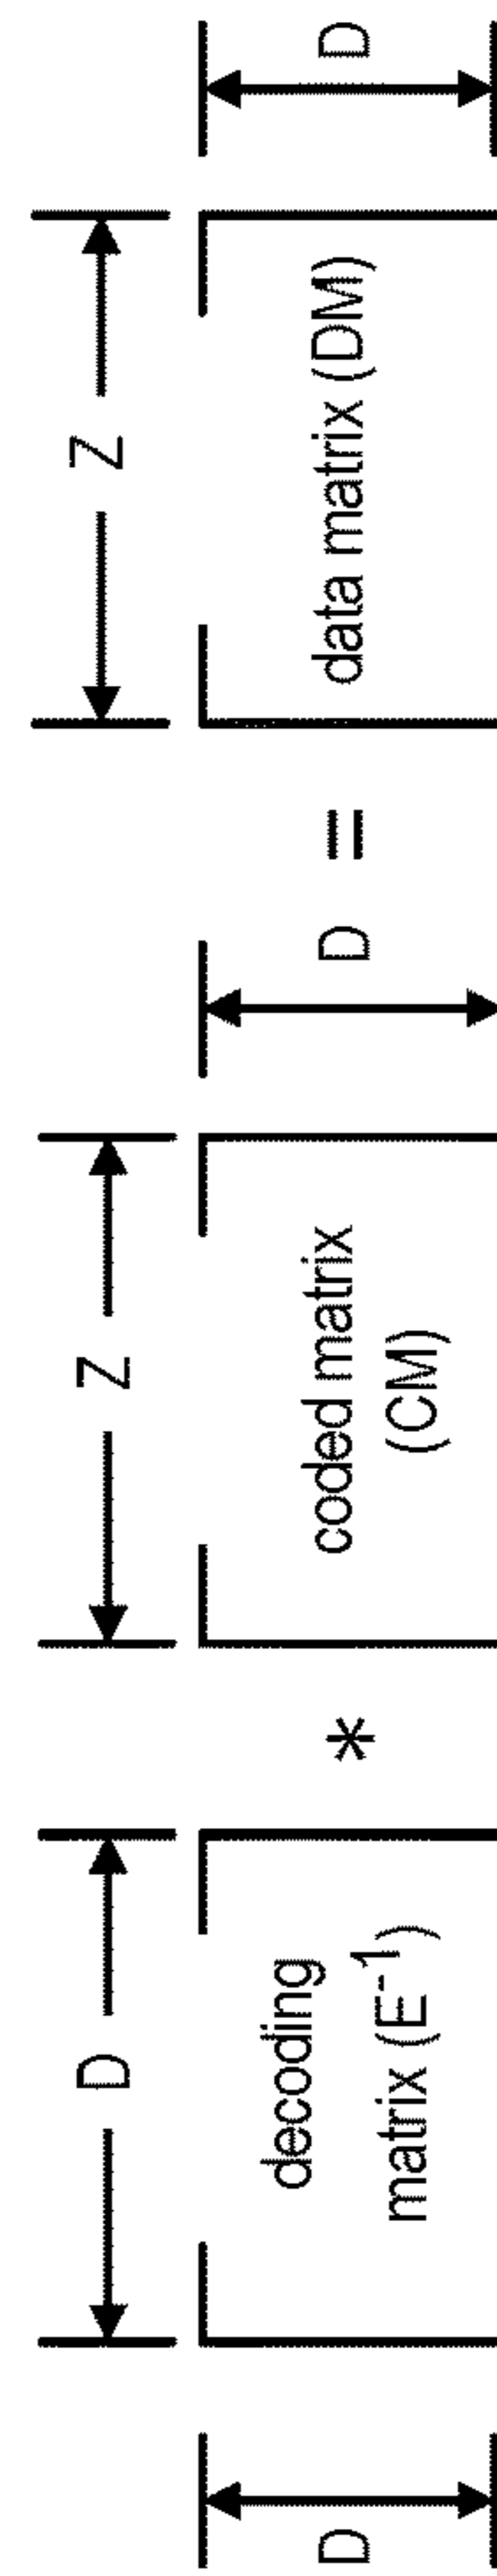 D
D
decoding
matrix (E⁻¹)
*
Z
coded matrix
(CM)
D
=
Z
data matrix (DM)
D